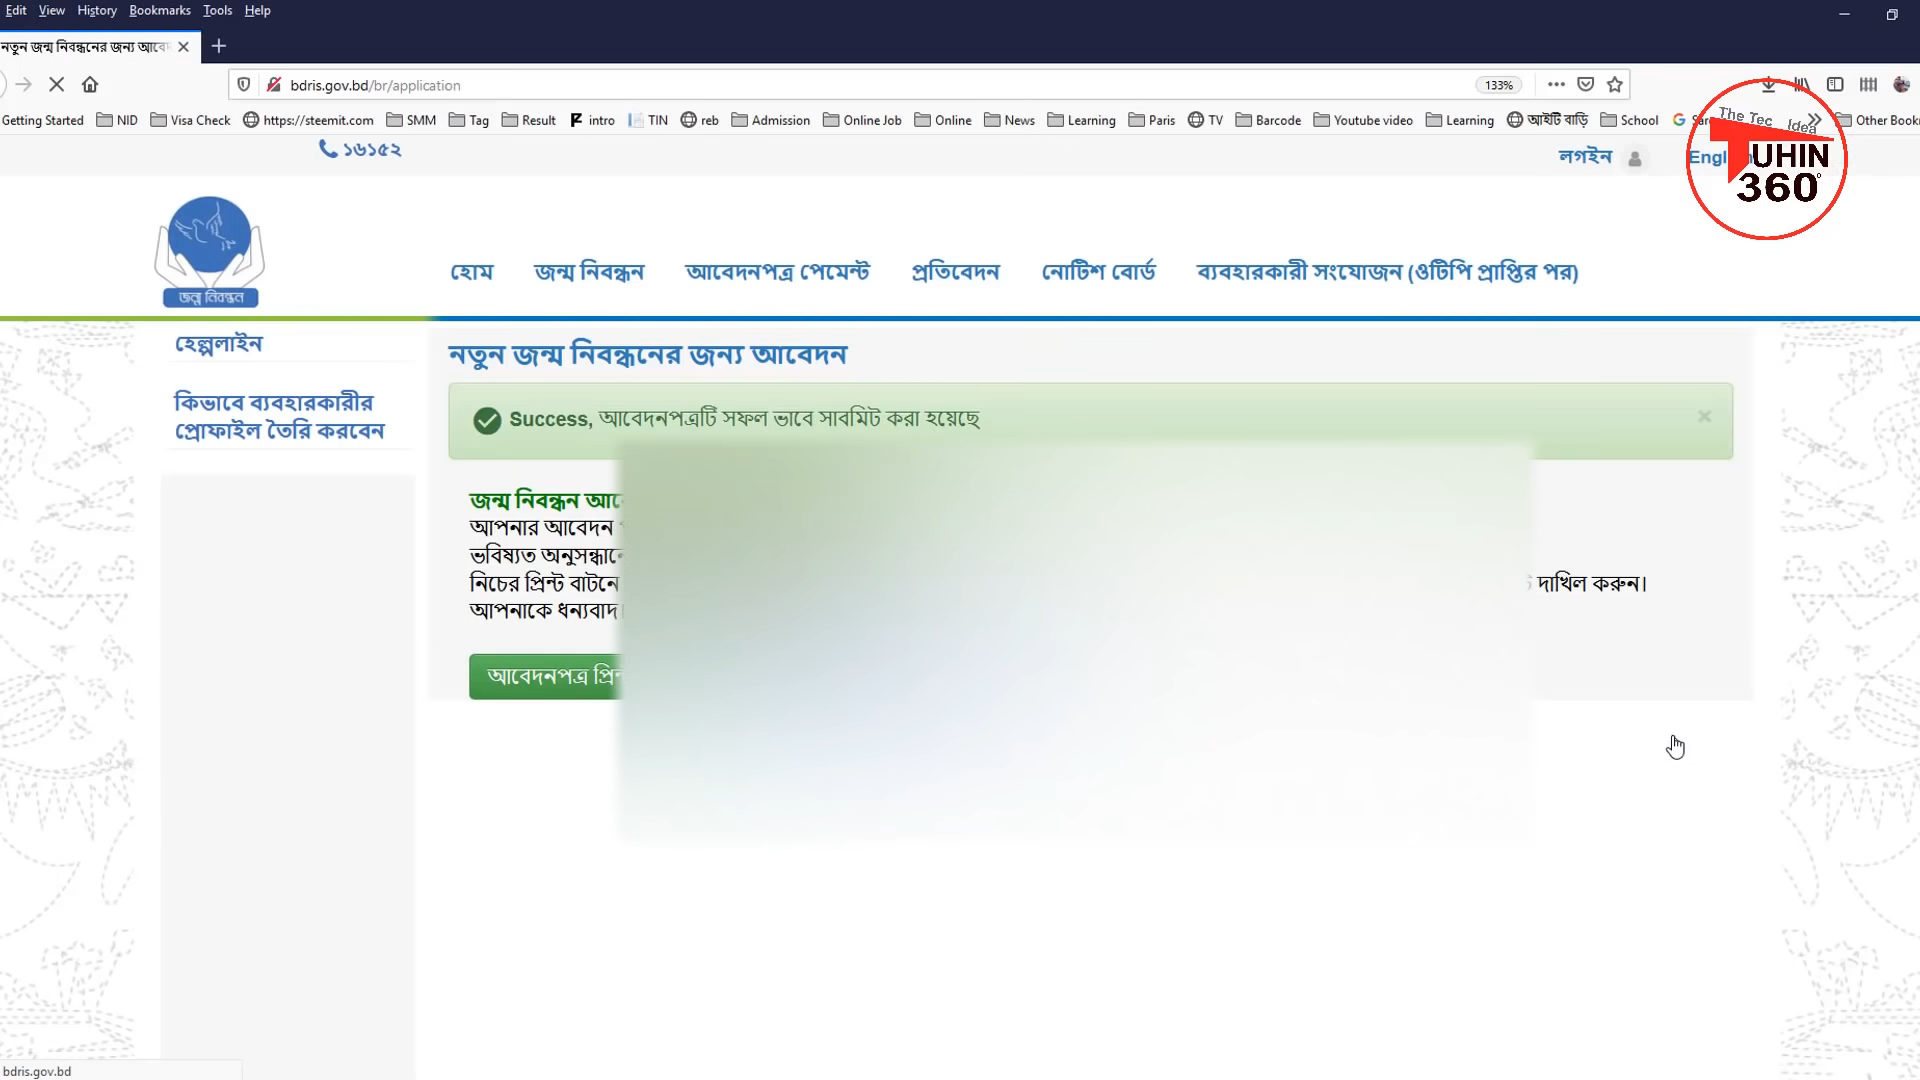 Edit View History Bookmarks Tools Help
নতুন জন্ম নিবন্ধনের জন্য আবে
bdris.gov.bd/br/application
133%
Getting Started NID Visa Check https://steemit.com SMM Tag Result intro TIN reb Admission Online Job Online News Learning Paris TV Barcode Youtube video Learning আইটি বাড়ি School Other Book
১৬১৫২
লগইন
The Tec Idea
TUHIN
360°
জন্ম নিবন্ধন
হোম জন্ম নিবন্ধন আবেদনপত্র পেমেন্ট প্রতিবেদন নোটিশ বোর্ড ব্যবহারকারী সংযোজন (ওটিপি প্রাপ্তির পর)
হেল্পলাইন
কিভাবে ব্যবহারকারীর
প্রোফাইল তৈরি করবেন
নতুন জন্ম নিবন্ধনের জন্য আবেদন
Success, আবেদনপত্রটি সফল ভাবে সাবমিট করা হয়েছে
জন্ম নিবন্ধন
আপনার আবেদন
ভবিষ্যত
নিচের প্রিন্ট বাটনে দাখিল করুন।
আপনাকে ধন্যবাদ।
আবেদনপত্র
bdris.gov.bd